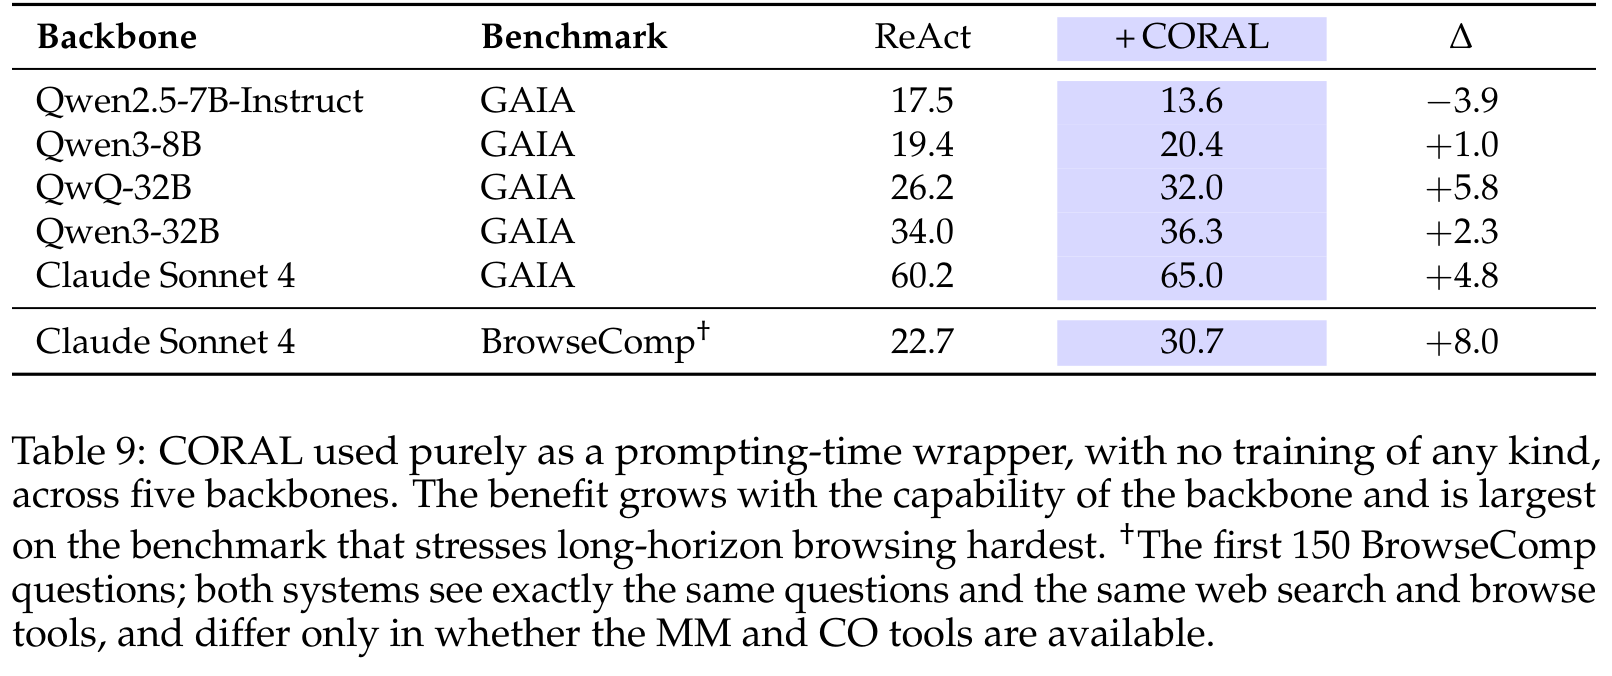 Backbone Benchmark ReAct + CORAL Δ
Qwen2.5-7B-Instruct GAIA 17.5 13.6 −3.9
Qwen3-8B GAIA 19.4 20.4 +1.0
QwQ-32B GAIA 26.2 32.0 +5.8
Qwen3-32B GAIA 34.0 36.3 +2.3
Claude Sonnet 4 GAIA 60.2 65.0 +4.8
Claude Sonnet 4 BrowseComp† 22.7 30.7 +8.0
Table 9: CORAL used purely as a prompting-time wrapper, with no training of any kind,
across five backbones. The benefit grows with the capability of the backbone and is largest
on the benchmark that stresses long-horizon browsing hardest. †The first 150 BrowseComp
questions; both systems see exactly the same questions and the same web search and browse
tools, and differ only in whether the MM and CO tools are available.